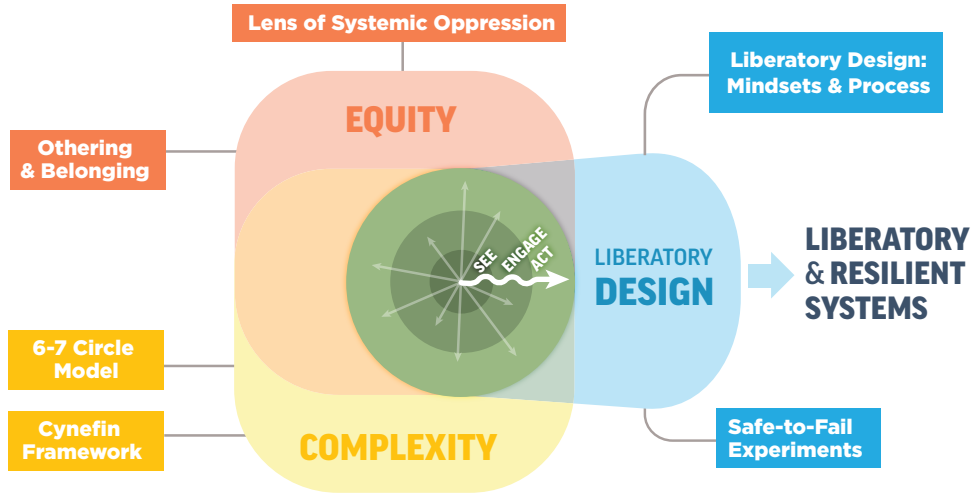 Lens of Systemic Oppression
Liberatory Design:
Mindsets & Process
EQUITY
Othering
& Belonging
SEE
ENGAGE
ACT
LIBERATORY
DESIGN
LIBERATORY
& RESILIENT
SYSTEMS
6-7 Circle
Model
Cynefin
Framework
COMPLEXITY
Safe-to-Fail
Experiments